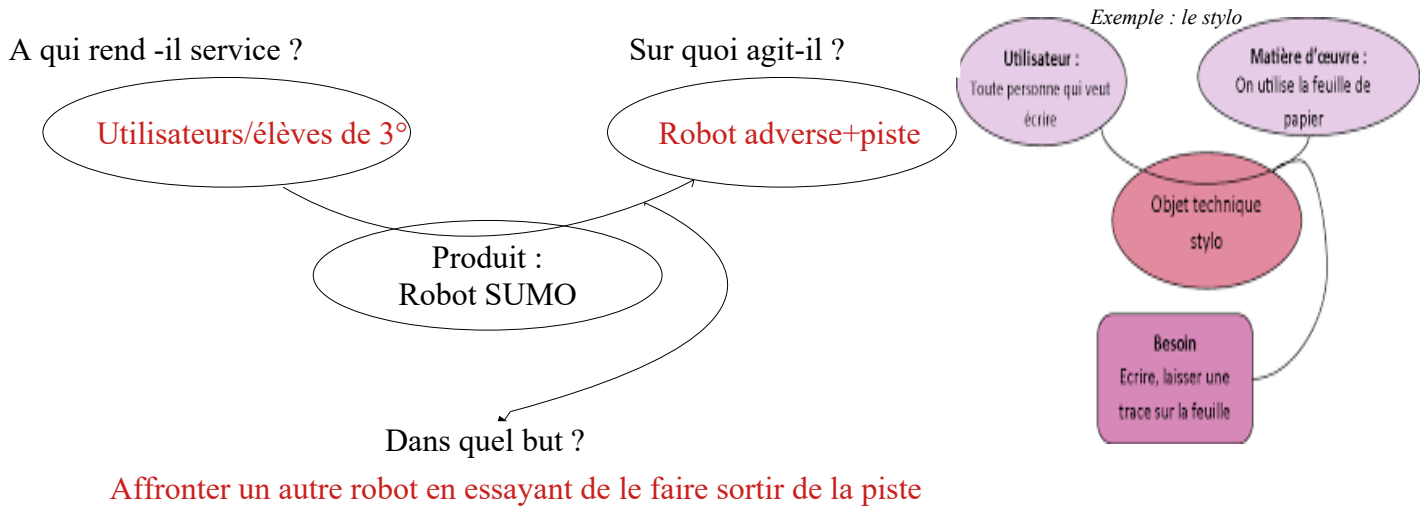 Exemple : le stylo
A qui rend -il service ?
Sur quoi agit-il ?
Utilisateurs/élèves de 3°
Robot adverse+piste
Produit :
Robot SUMO
Dans quel but ?
Affronter un autre robot en essayant de le faire sortir de la piste
Utilisateur :
Toute personne qui veut
écrire
Matière d'œuvre :
On utilise la feuille de
papier
Objet technique
stylo
Besoin
Ecrire, laisser une
trace sur la feuille